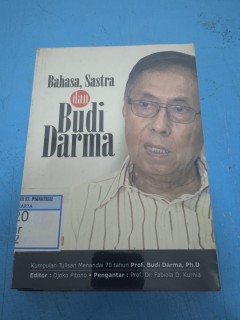 Bahasa, Sastra
dan
Budi
Darma
Kumpulan Tulisan Menandai 70 tahun Prof. Budi Darma, Ph.D
Editor : Djoko Pitono • Pengantar : Prof. Dr. Fabiola D. Kurnia